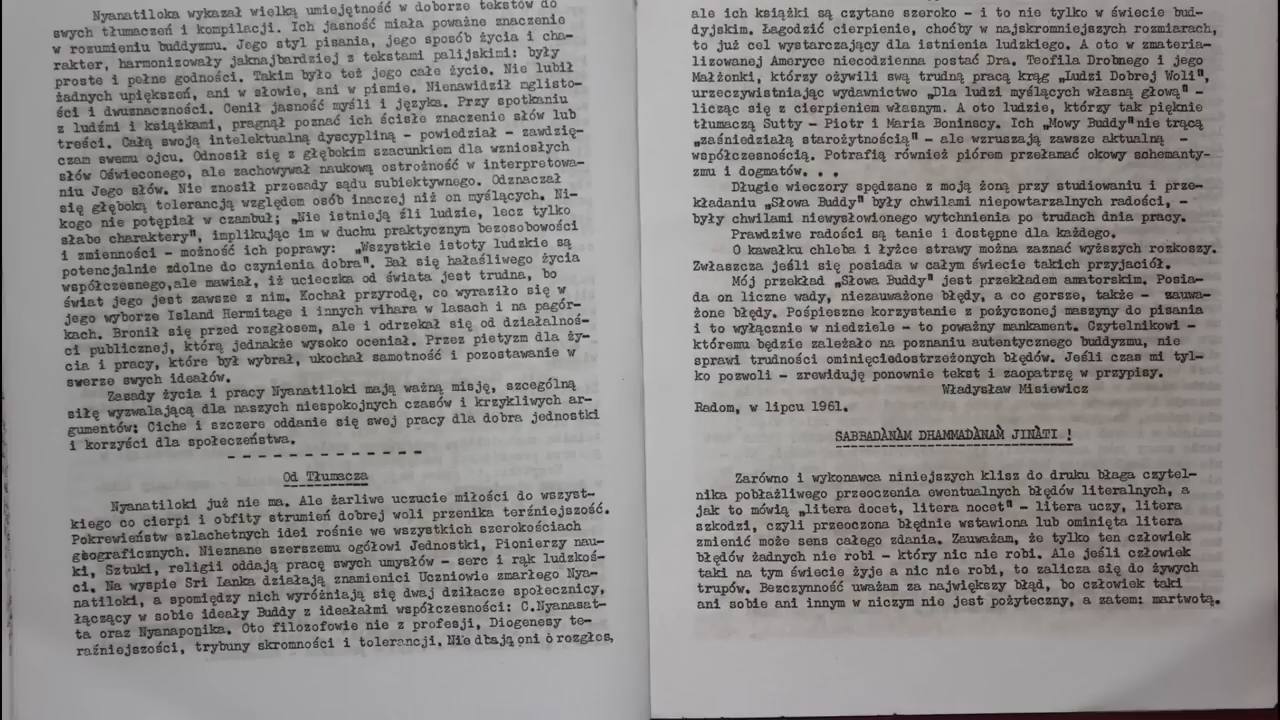 Nyanatiloka wykazał wielką umiejętność w doborze tekstów do
swych tłumaczeń i kompilacji. Ich jasność miała poważne znaczenie
w rozumieniu buddyzmu. Jego styl pisania, jego sposób życia i cha-
rakter, harmonizowały jaknajbardziej z tekstami palijskimi: były
proste i pełne godności. Takim było też jego całe życie. Nie lubił
żadnych upiększeń, ani w słowie, ani w piśmie. Nienawidził mglisto-
ści i dwuznaczności. Cenił jasność myśli i języka. Przy spotkaniu
z ludźmi i książkami, pragnął poznać ich ścisłe znaczenie słów lub
treści. Całą swoją intelektualną dyscypliną - powiedział - zawdzię-
czam swemu ojcu. Odnosił się z głębokim szacunkiem dla wzniosłych
słów Oświeconego, ale zachowywał naukową ostrożność w interpretowa-
niu Jego słów. Nie znosił przesady sądu subiektywnego. Odznaczał
się głęboką tolerancją względem osób inaczej niż on myślących. Ni-
kogo nie potępiał w czambuł; „Nie istnieją źli ludzie, lecz tylko
słabe charaktery", implikując im w duchu praktycznym bezosobowości
i zmienności - możność ich poprawy: „Wszystkie istoty ludzkie są
potencjalnie zdolne do czynienia dobra". Bał się hałaśliwego życia
współczesnego,ale mawiał, iż ucieczka od świata jest trudna, bo
świat jego jest zawsze z nim. Kochał przyrodę, co wyraziło się w
jego wyborze Island Hermitage i innych vihara w lasach i na pagór-
kach. Bronił się przed rozgłosem, ale i odrzekał się od działalnoś-
ci publicznej, którą jednakże wysoko oceniał. Przez pietyzm dla ży-
cia i pracy, które był wybrał, ukochał samotność i pozostawanie w
swerze swych ideałów.
Zasady życia i pracy Nyanatiloki mają ważną misję, szczególną
siłę wyzwalającą dla naszych niespokojnych czasów i krzykliwych ar-
gumentów: Ciche i szczere oddanie się swej pracy dla dobra jednostki
i korzyści dla społeczeństwa.
Od Tłumacza
Nyanatiloki już nie ma. Ale żarliwe uczucie miłości do wszyst-
kiego co cierpi i obfity strumień dobrej woli przenika terźniejszość.
Pokrewieństw szlachetnych idei rośnie we wszystkich szerokościach
geograficznych. Nieznane szerszemu ogółowi Jednostki, Pionierzy nau-
ki, Sztuki, religii oddają pracę swych umysłów - serc i rąk ludzkoś-
ci. Na wyspie Sri Lanka działają znamienici Uczniowie zmarłego Nya-
natiloki, a spomiędzy nich wyróżniają się dwaj działacze społecznicy,
łączący w sobie ideały Buddy z ideałałmi współczesności: C.Nyanasat-
ta oraz Nyanaponika. Oto filozofowie nie z profesji, Diogenesy te-
raźniejszości, trybuny skromności i tolerancji. Nie dbają oni o rozgłos,
ale ich książki są czytane szeroko - i to nie tylko w świecie bud-
dyjskim. Łagodzić cierpienie, choćby w najskromniejszych rozmiarach,
to już cel wystarczający dla istnienia ludzkiego. A oto w zmateria-
lizowanej Ameryce niecodzienna postać Dra. Teofila Drobnego i jego
Małżonki, którzy ożywili swą trudną pracą krąg „Ludzi Dobrej Woli",
urzeczywistniając wydawnictwo „Dla ludzi myślących własną głową" -
licząc się z cierpieniem własnym. A oto ludzie, którzy tak pięknie
tłumaczą Sutty - Piotr i Maria Boninscy. Ich „Mowy Buddy"nie trącą
„zaśniedziałą starożytnością" - ale wzruszają zawsze aktualną -
współczesnością. Potrafią również piórem przełamać okowy schemanty-
zmu i dogmatów. . .
Długie wieczory spędzane z moją żoną przy studiowaniu i prze-
kładaniu „Słowa Buddy" były chwilami niepowtarzalnych radości, -
były chwilami niewysłowionego wytchnienia po trudach dnia pracy.
Prawdziwe radości są tanie i dostępne dla każdego.
O kawałku chleba i łyżce strawy można zaznać wyższych rozkoszy.
Zwłaszcza jeśli się posiada w całym świecie takich przyjaciół.
Mój przekład „Słowa Buddy" jest przekładem amatorskim. Posia-
da on liczne wady, niezauważone błędy, a co gorsze, także - zauwa-
żone błędy. Pośpieszne korzystanie z pożyczonej maszyny do pisania
i to wyłącznie w niedziele - to poważny mankament. Czytelnikowi -
któremu będzie zależało na poznaniu autentycznego buddyzmu, nie
sprawi trudności ominięciedostrzeżonych błędów. Jeśli czas mi tyl-
ko pozwoli - zrewiduję ponownie tekst i zaopatrzę w przypisy.
Władysław Misiewicz
Radom, w lipcu 1961.
SABBADÀNÀM DHAMMADÀNAM̀ JINÀTI !
Zarówno i wykonawca niniejszych klisz do druku błaga czytel-
nika pobłażliwego przeoczenia ewentualnych błędów literalnych, a
jak to mówią „litera docet, litera nocet" - litera uczy, litera
szkodzi, czyli przeoczona błędnie wstawiona lub ominięta litera
zmienić może sens całego zdania. Zauważam, że tylko ten człowiek
błędów żadnych nie robi - który nic nie robi. Ale jeśli człowiek
taki na tym świecie żyje a nic nie robi, to zalicza się do żywych
trupów. Bezczynność uważam za największy błąd, bo człowiek taki
ani sobie ani innym w niczym nie jest pożyteczny, a zatem: martwotą.